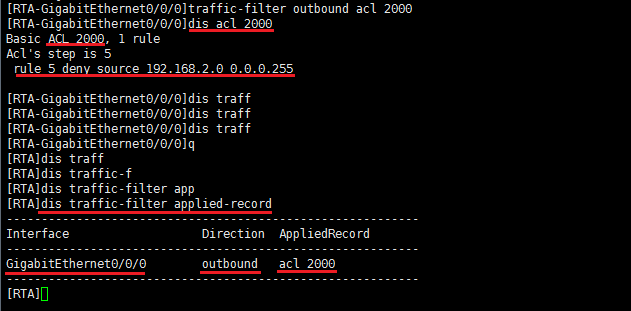 [RTA-GigabitEthernet0/0/0]traffic-filter outbound acl 2000
[RTA-GigabitEthernet0/0/0]dis acl 2000
Basic ACL 2000, 1 rule
Acl's step is 5
 rule 5 deny source 192.168.2.0 0.0.0.255
[RTA-GigabitEthernet0/0/0]dis traff
[RTA-GigabitEthernet0/0/0]dis traff
[RTA-GigabitEthernet0/0/0]dis traff
[RTA-GigabitEthernet0/0/0]q
[RTA]dis traff
[RTA]dis traffic-f
[RTA]dis traffic-filter app
[RTA]dis traffic-filter applied-record
-----------------------------------------------------------
Interface                   Direction  AppliedRecord
-----------------------------------------------------------
GigabitEthernet0/0/0        outbound   acl 2000
-----------------------------------------------------------
[RTA]